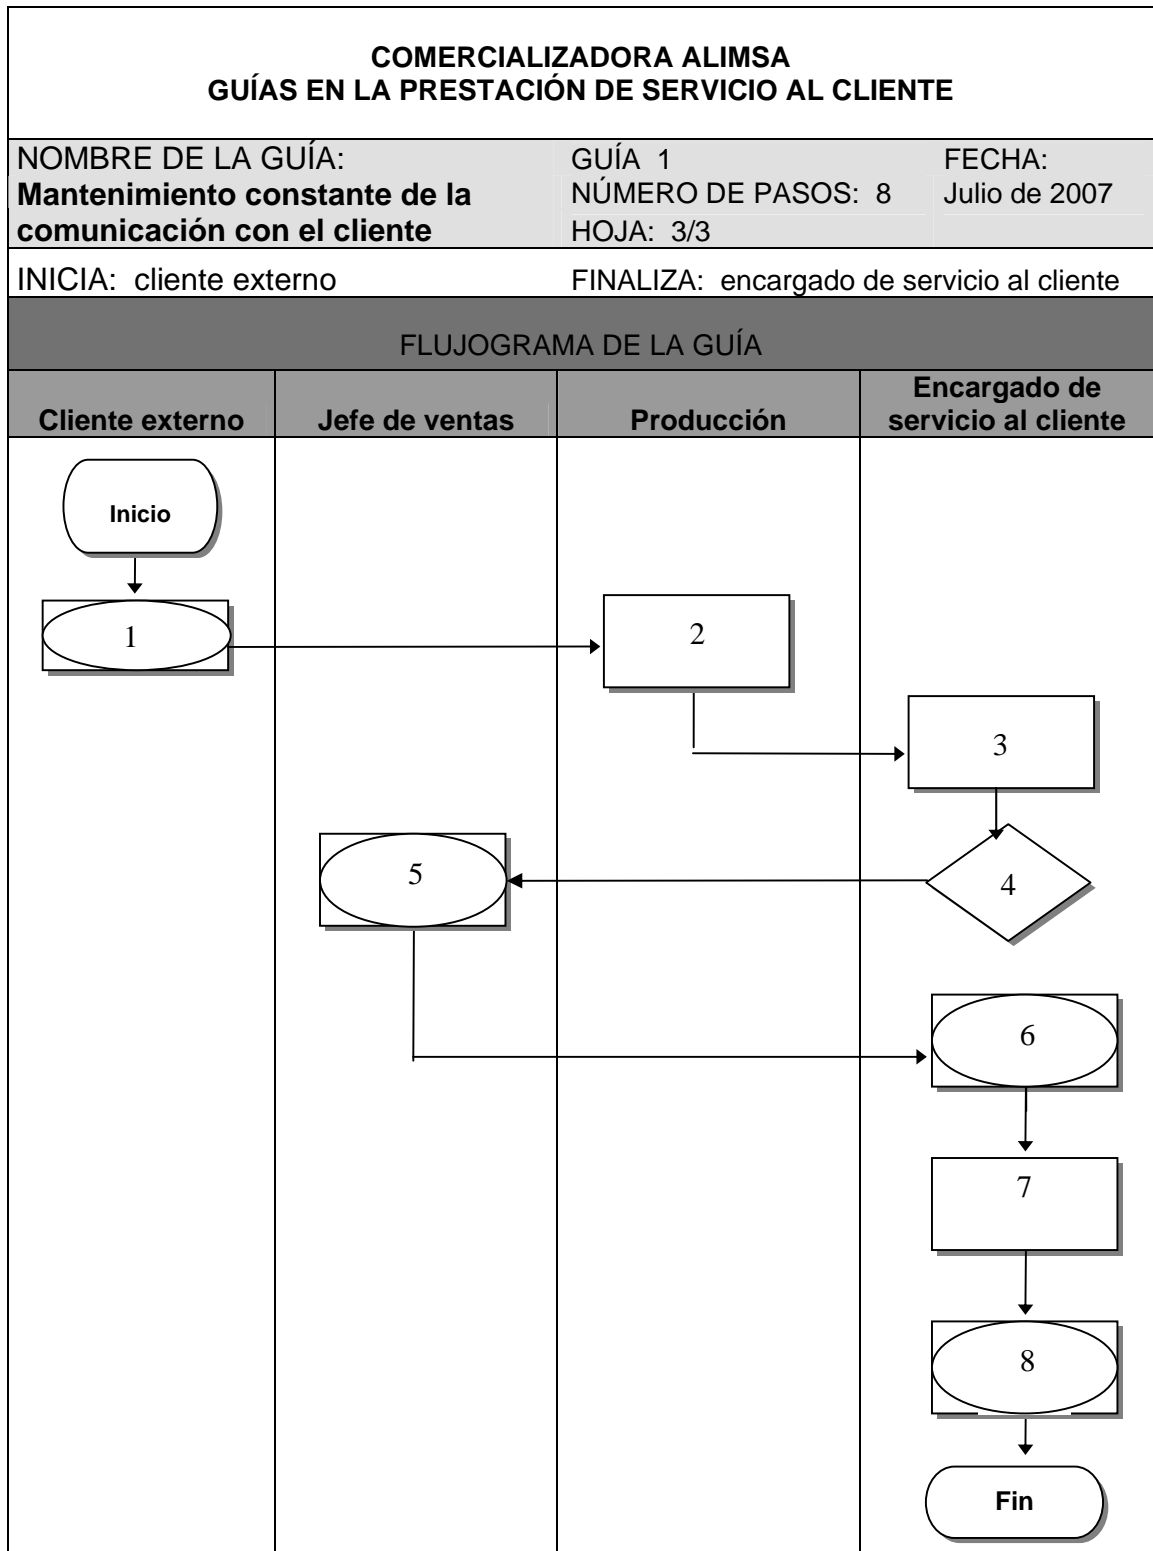 COMERCIALIZADORA ALIMSA
GUÍAS EN LA PRESTACIÓN DE SERVICIO AL CLIENTE
NOMBRE DE LA GUÍA:
Mantenimiento constante de la
comunicación con el cliente
GUÍA 1
NÚMERO DE PASOS: 8
HOJA: 3/3
FECHA:
Julio de 2007
INICIA: cliente externo
FINALIZA: encargado de servicio al cliente
FLUJOGRAMA DE LA GUÍA
Cliente externo
Jefe de ventas
Producción
Encargado de
servicio al cliente
Inicio
1
2
3
4
5
6
7
8
Fin